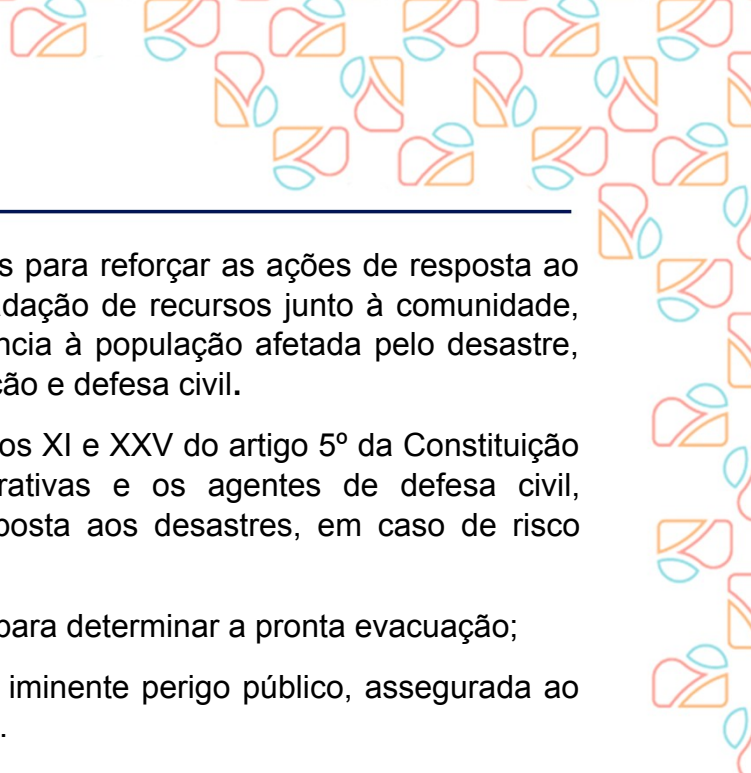 s para reforçar as ações de resposta ao
dação de recursos junto à comunidade,
ncia à população afetada pelo desastre,
ção e defesa civil.
os XI e XXV do artigo 5º da Constituição
rativas e os agentes de defesa civil,
posta aos desastres, em caso de risco
para determinar a pronta evacuação;
iminente perigo público, assegurada ao
.